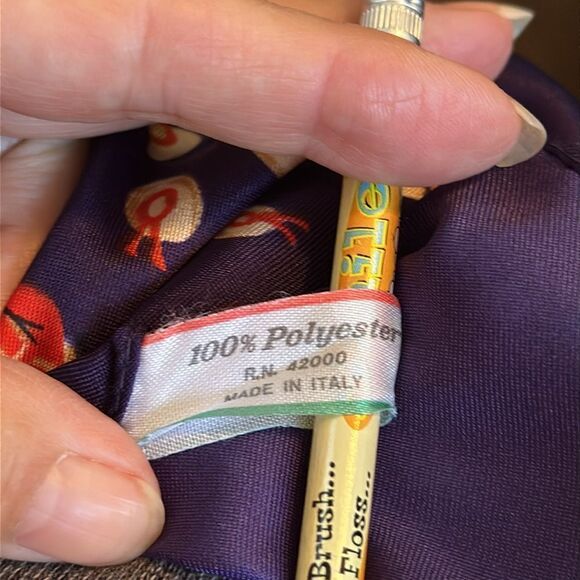 100% Polyester
R.N. 42000
MADE IN ITALY
Brush...
Floss...